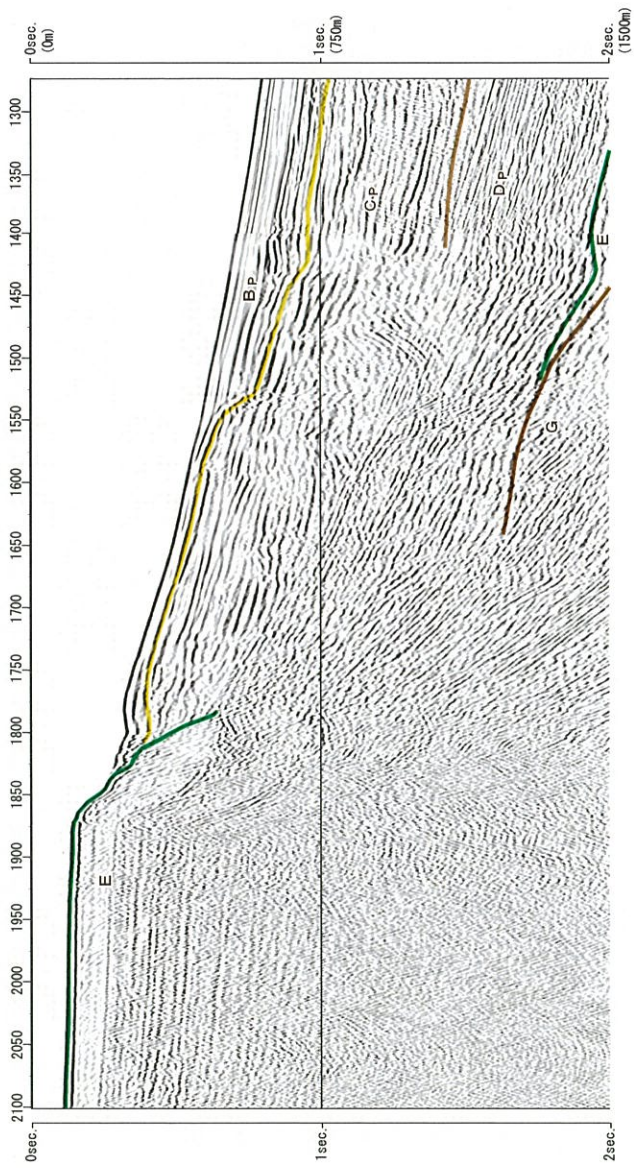 0sec.
(0m)
1sec.
(750m)
2sec.
(1500m)
1300
1350
1400
1450
1500
1550
1600
1650
1700
1750
1800
1850
1900
1950
2000
2050
2100
B.P
C.P
D.P
E
G
E
0sec.
1sec.
2sec.